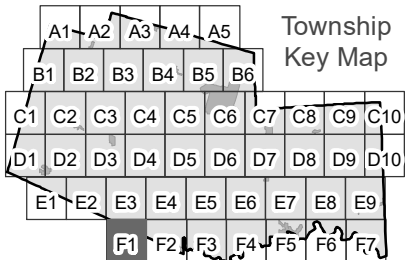 Township
Key Map
A1 A2 A3 A4 A5
B1 B2 B3 B4 B5 B6
C1 C2 C3 C4 C5 C6 C7 C8 C9 C10
D1 D2 D3 D4 D5 D6 D7 D8 D9 D10
E1 E2 E3 E4 E5 E6 E7 E8 E9
F1 F2 F3 F4 F5 F6 F7